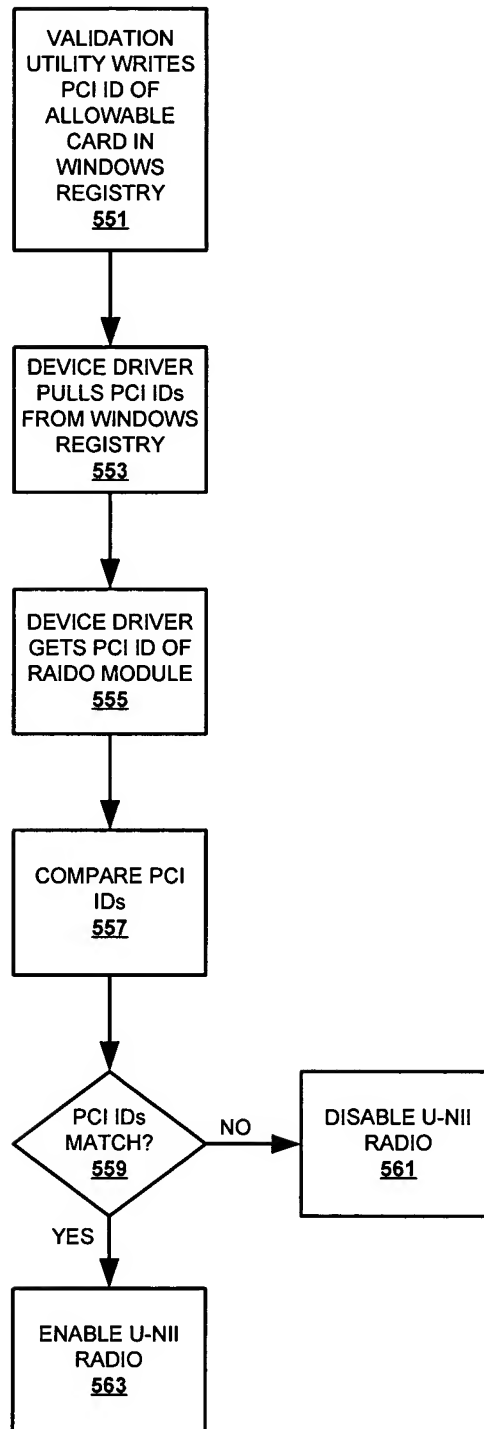 VALIDATION
UTILITY WRITES
PCI ID OF
ALLOWABLE
CARD IN
WINDOWS
REGISTRY
551
DEVICE DRIVER
PULLS PCI IDs
FROM WINDOWS
REGISTRY
553
DEVICE DRIVER
GETS PCI ID OF
RAIDO MODULE
555
COMPARE PCI
IDs
557
PCI IDs
MATCH?
559
NO
DISABLE U-NII
RADIO
561
YES
ENABLE U-NII
RADIO
563